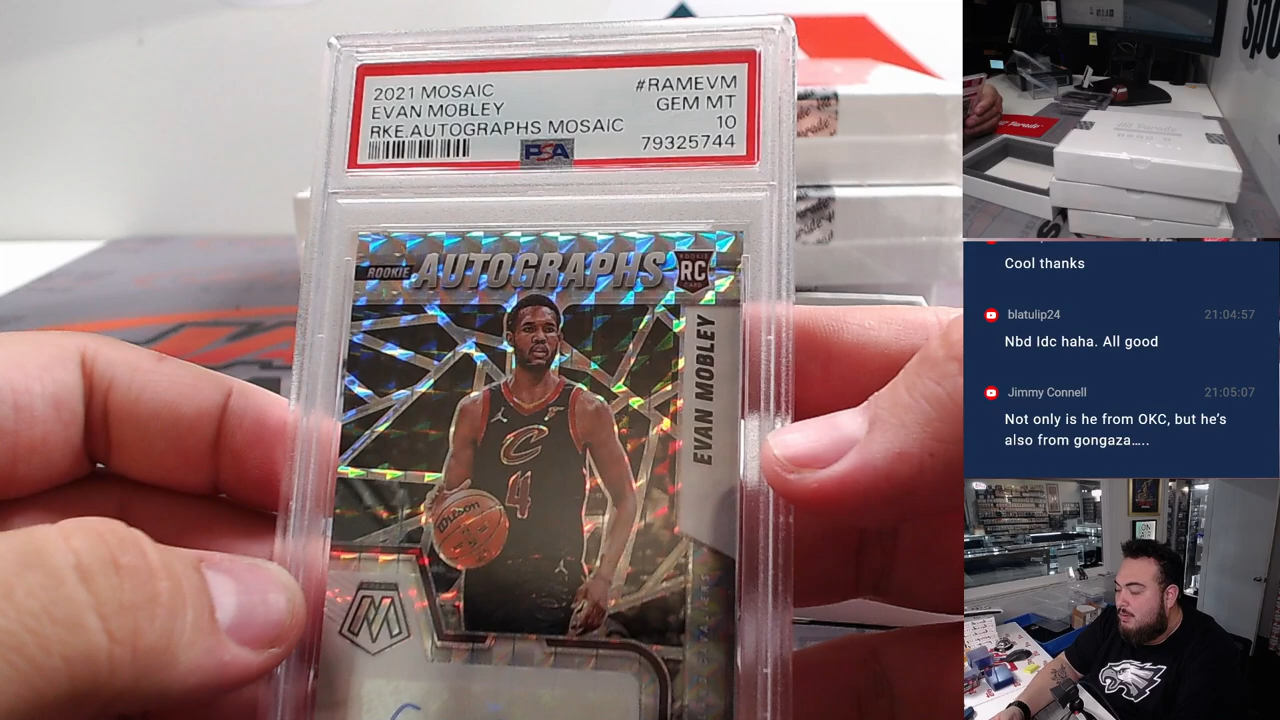 2021 MOSAIC #RAMEVM
EVAN MOBLEY GEM MT
RKE.AUTOGRAPHS MOSAIC 10
79325744
PSA
ROOKIE AUTOGRAPHS ROOKIE RC CARD
EVAN MOBLEY
C
4
Wilson
M
Cool thanks
blatulip24 21:04:57
Nbd Idc haha. All good
Jimmy Connell 21:05:07
Not only is he from OKC, but he's
also from gongaza.....
ON AIR